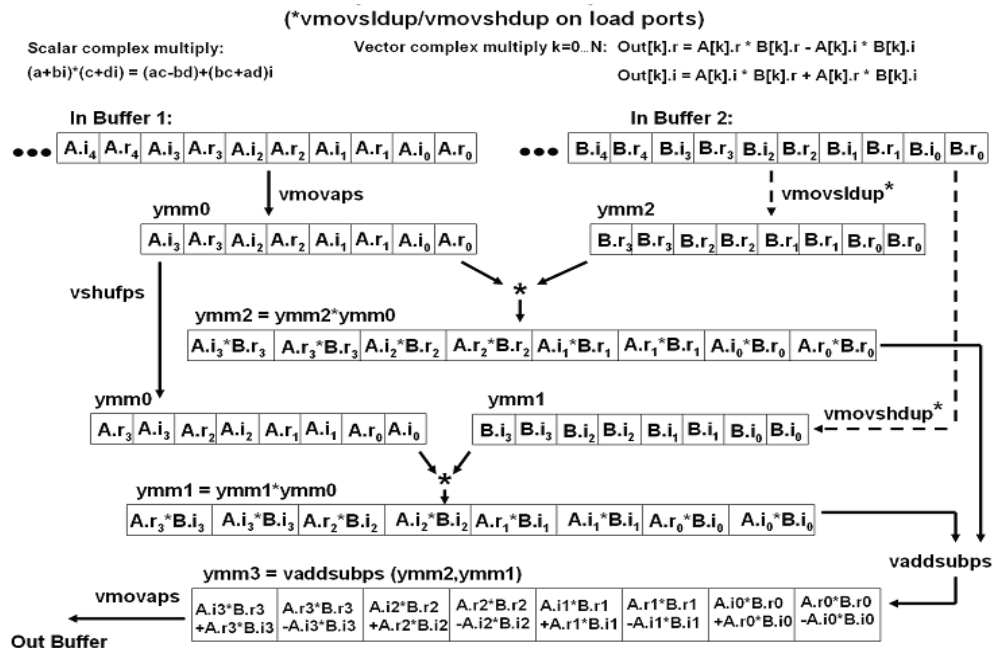 (*vmovsldup/vmovshdup on load ports)
Scalar complex multiply:
(a+bi)*(c+di) = (ac-bd)+(bc+ad)i
Vector complex multiply k=0...N: Out[k].r = A[k].r * B[k].r - A[k].i * B[k].i
Out[k].i = A[k].i * B[k].r + A[k].r * B[k].i
In Buffer 1:
In Buffer 2:
●●● A.i₄ A.r₄ A.i₃ A.r₃ A.i₂ A.r₂ A.i₁ A.r₁ A.i₀ A.r₀
●●● B.i₄ B.r₄ B.i₃ B.r₃ B.i₂ B.r₂ B.i₁ B.r₁ B.i₀ B.r₀
vmovaps
vmovsldup*
ymm0
ymm2
A.i₃ A.r₃ A.i₂ A.r₂ A.i₁ A.r₁ A.i₀ A.r₀
B.r₃ B.r₃ B.r₂ B.r₂ B.r₁ B.r₁ B.r₀ B.r₀
vshufps
*
ymm2 = ymm2*ymm0
A.i₃*B.r₃ A.r₃*B.r₃ A.i₂*B.r₂ A.r₂*B.r₂ A.i₁*B.r₁ A.r₁*B.r₁ A.i₀*B.r₀ A.r₀*B.r₀
ymm0
ymm1
A.r₃ A.i₃ A.r₂ A.i₂ A.r₁ A.i₁ A.r₀ A.i₀
B.i₃ B.i₃ B.i₂ B.i₂ B.i₁ B.i₁ B.i₀ B.i₀
vmovshdup*
*
ymm1 = ymm1*ymm0
A.r₃*B.i₃ A.i₃*B.i₃ A.r₂*B.i₂ A.i₂*B.i₂ A.r₁*B.i₁ A.i₁*B.i₁ A.r₀*B.i₀ A.i₀*B.i₀
vaddsubps
ymm3 = vaddsubps (ymm2,ymm1)
vmovaps
A.i3*B.r3 A.r3*B.r3 A.i2*B.r2 A.r2*B.r2 A.i1*B.r1 A.r1*B.r1 A.i0*B.r0 A.r0*B.r0
+A.r3*B.i3 -A.i3*B.i3 +A.r2*B.i2 -A.i2*B.i2 +A.r1*B.i1 -A.i1*B.i1 +A.r0*B.i0 -A.i0*B.i0
Out Buffer